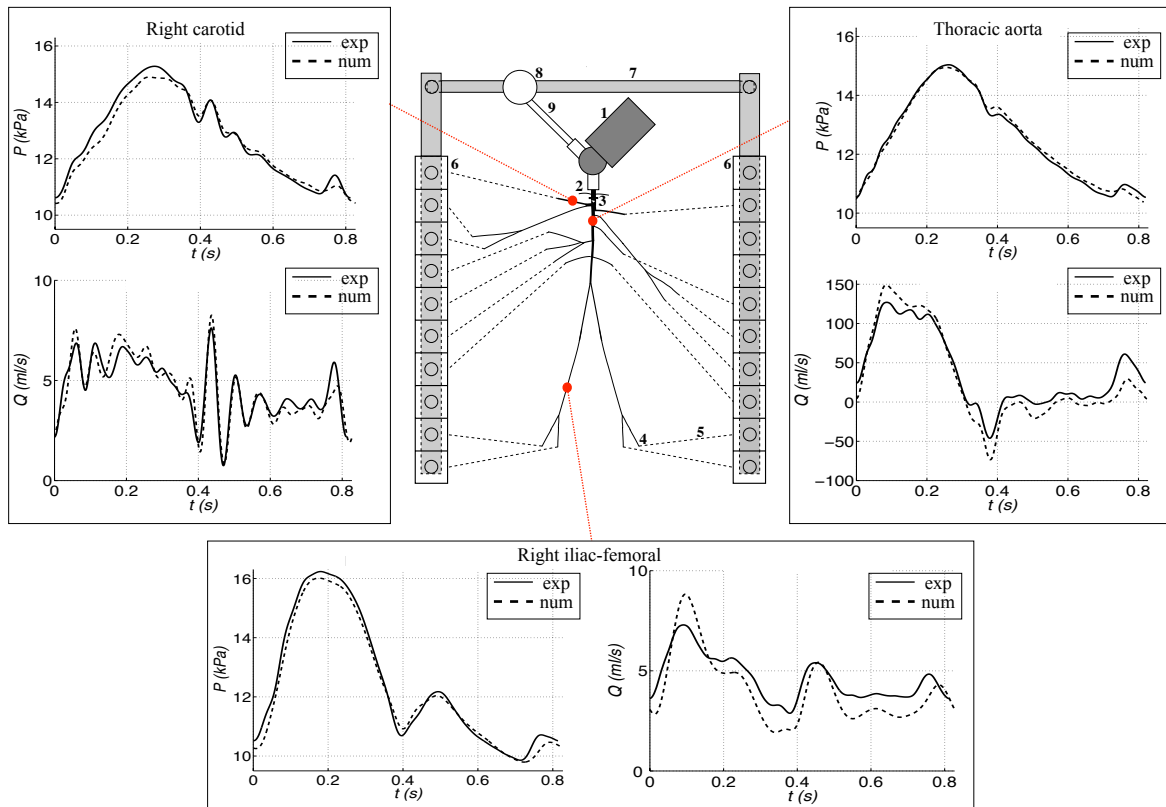 Right carotid
exp
num
P (kPa)
16
14
12
10
0 0.2 0.4 0.6 0.8
t (s)
exp
num
Q (ml/s)
10
5
0
0 0.2 0.4 0.6 0.8
t (s)
8 7
9 1
6 6
2
3
4 5
Thoracic aorta
exp
num
P (kPa)
16
14
12
10
0 0.2 0.4 0.6 0.8
t (s)
exp
num
Q (ml/s)
150
100
50
0
−50
−100
0 0.2 0.4 0.6 0.8
t (s)
Right iliac-femoral
exp
num
P (kPa)
16
14
12
10
0 0.2 0.4 0.6 0.8
t (s)
exp
num
Q (ml/s)
10
5
0
0 0.2 0.4 0.6 0.8
t (s)